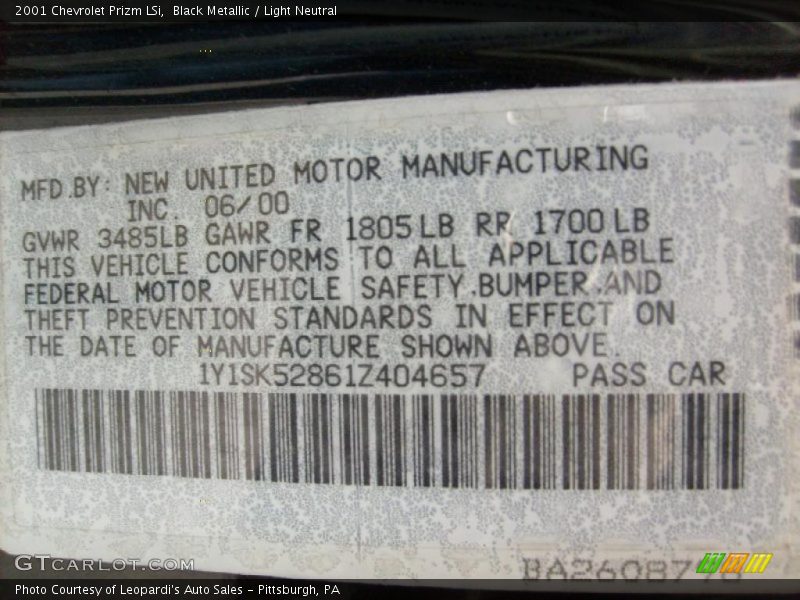 2001 Chevrolet Prizm LSi, Black Metallic / Light Neutral
MFD.BY: NEW UNITED MOTOR MANUFACTURING
INC. 06/00
GVWR 3485LB GAWR FR 1805LB RR 1700LB
THIS VEHICLE CONFORMS TO ALL APPLICABLE
FEDERAL MOTOR VEHICLE SAFETY.BUMPER.AND
THEFT PREVENTION STANDARDS IN EFFECT ON
THE DATE OF MANUFACTURE SHOWN ABOVE.
1Y1SK52861Z404657 PASS CAR
GTCARLOT.COM
Photo Courtesy of Leopardi's Auto Sales - Pittsburgh, PA